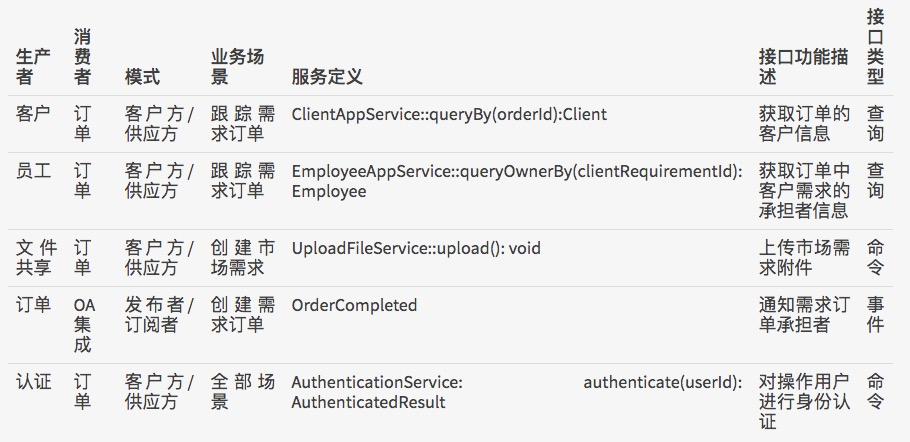 生产者 消费者 模式 业务场景 服务定义 接口功能描述 接口类型
客户 订单 客户方/供应方 跟踪需求订单 ClientAppService::queryBy(orderId):Client 获取订单的客户信息 查询
员工 订单 客户方/供应方 跟踪需求订单 EmployeeAppService::queryOwnerBy(clientRequirementId): Employee 获取订单中客户需求的承担者信息 查询
文件共享 订单 客户方/供应方 创建市场需求 UploadFileService::upload(): void 上传市场需求附件 命令
订单 OA集成 发布者/订阅者 创建需求订单 OrderCompleted 通知需求订单承担者 事件
认证 订单 客户方/供应方 全部场景 AuthenticationService: authenticate(userId): AuthenticatedResult 对操作用户进行身份认证 命令